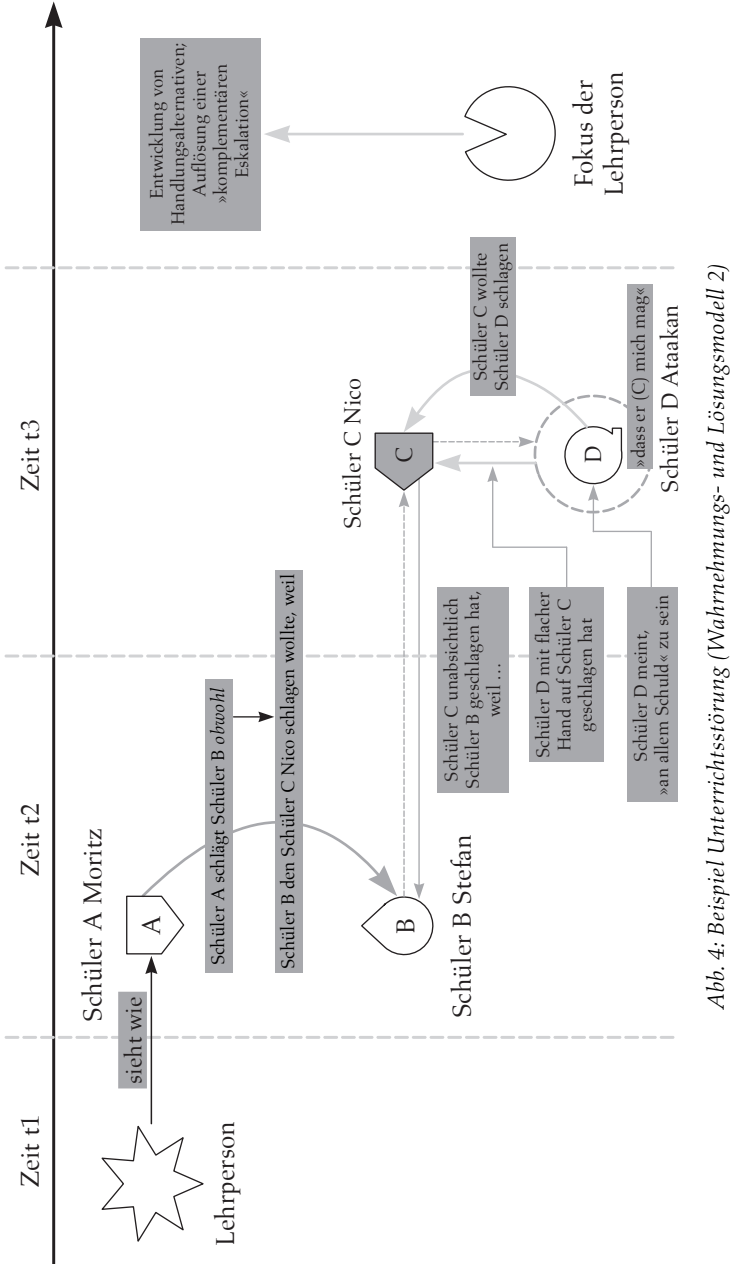 Zeit t1
Zeit t2
Zeit t3
Lehrperson
sieht wie
Schüler A Moritz
A
Schüler A schlägt Schüler B obwohl
Schüler B den Schüler C Nico schlagen wollte, weil
B
Schüler B Stefan
Schüler C unabsichtlich
Schüler B geschlagen hat,
weil …
Schüler D mit flacher
Hand auf Schüler C
geschlagen hat
Schüler D meint,
»an allem Schuld« zu sein
Schüler C Nico
C
Schüler C wollte
Schüler D schlagen
D
»dass er (C) mich mag«
Schüler D Ataakan
Entwicklung von
Handlungsalternativen;
Auflösung einer
»komplementären
Eskalation«
Fokus der
Lehrperson
Abb. 4: Beispiel Unterrichtsstörung (Wahrnehmungs- und Lösungsmodell 2)